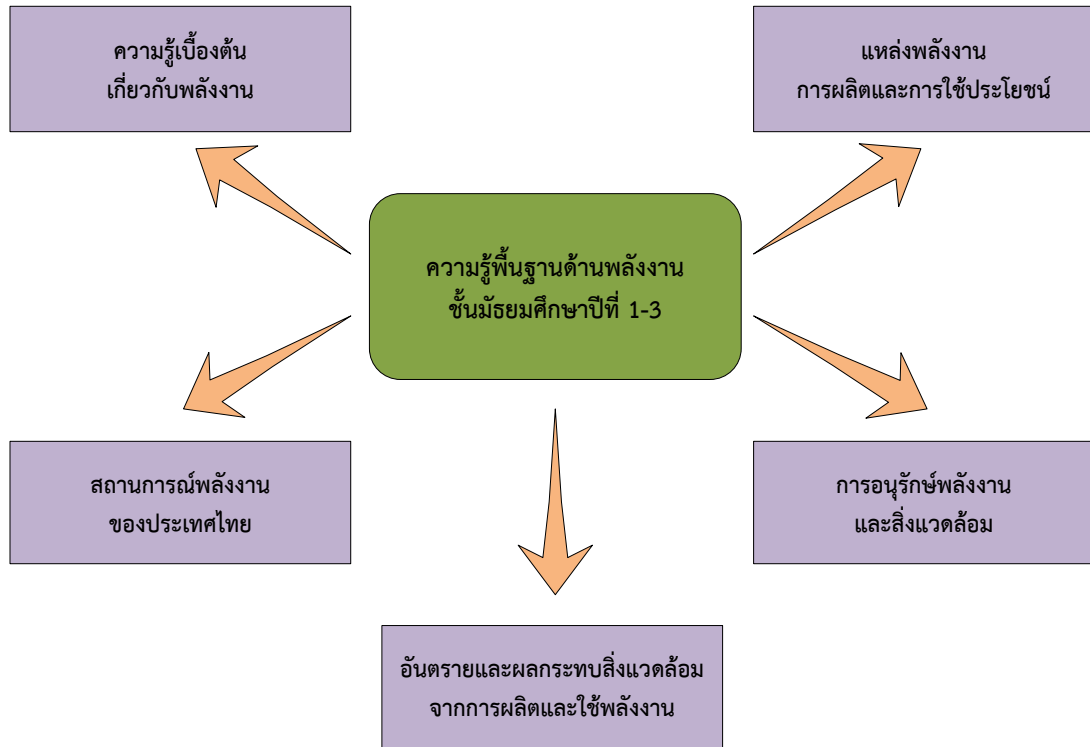 ความรู้เบื้องต้น
เกี่ยวกับพลังงาน
แหล่งพลังงาน
การผลิตและการใช้ประโยชน์
ความรู้พื้นฐานด้านพลังงาน
ชั้นมัธยมศึกษาปีที่ 1-3
สถานการณ์พลังงาน
ของประเทศไทย
การอนุรักษ์พลังงาน
และสิ่งแวดล้อม
อันตรายและผลกระทบสิ่งแวดล้อม
จากการผลิตและใช้พลังงาน